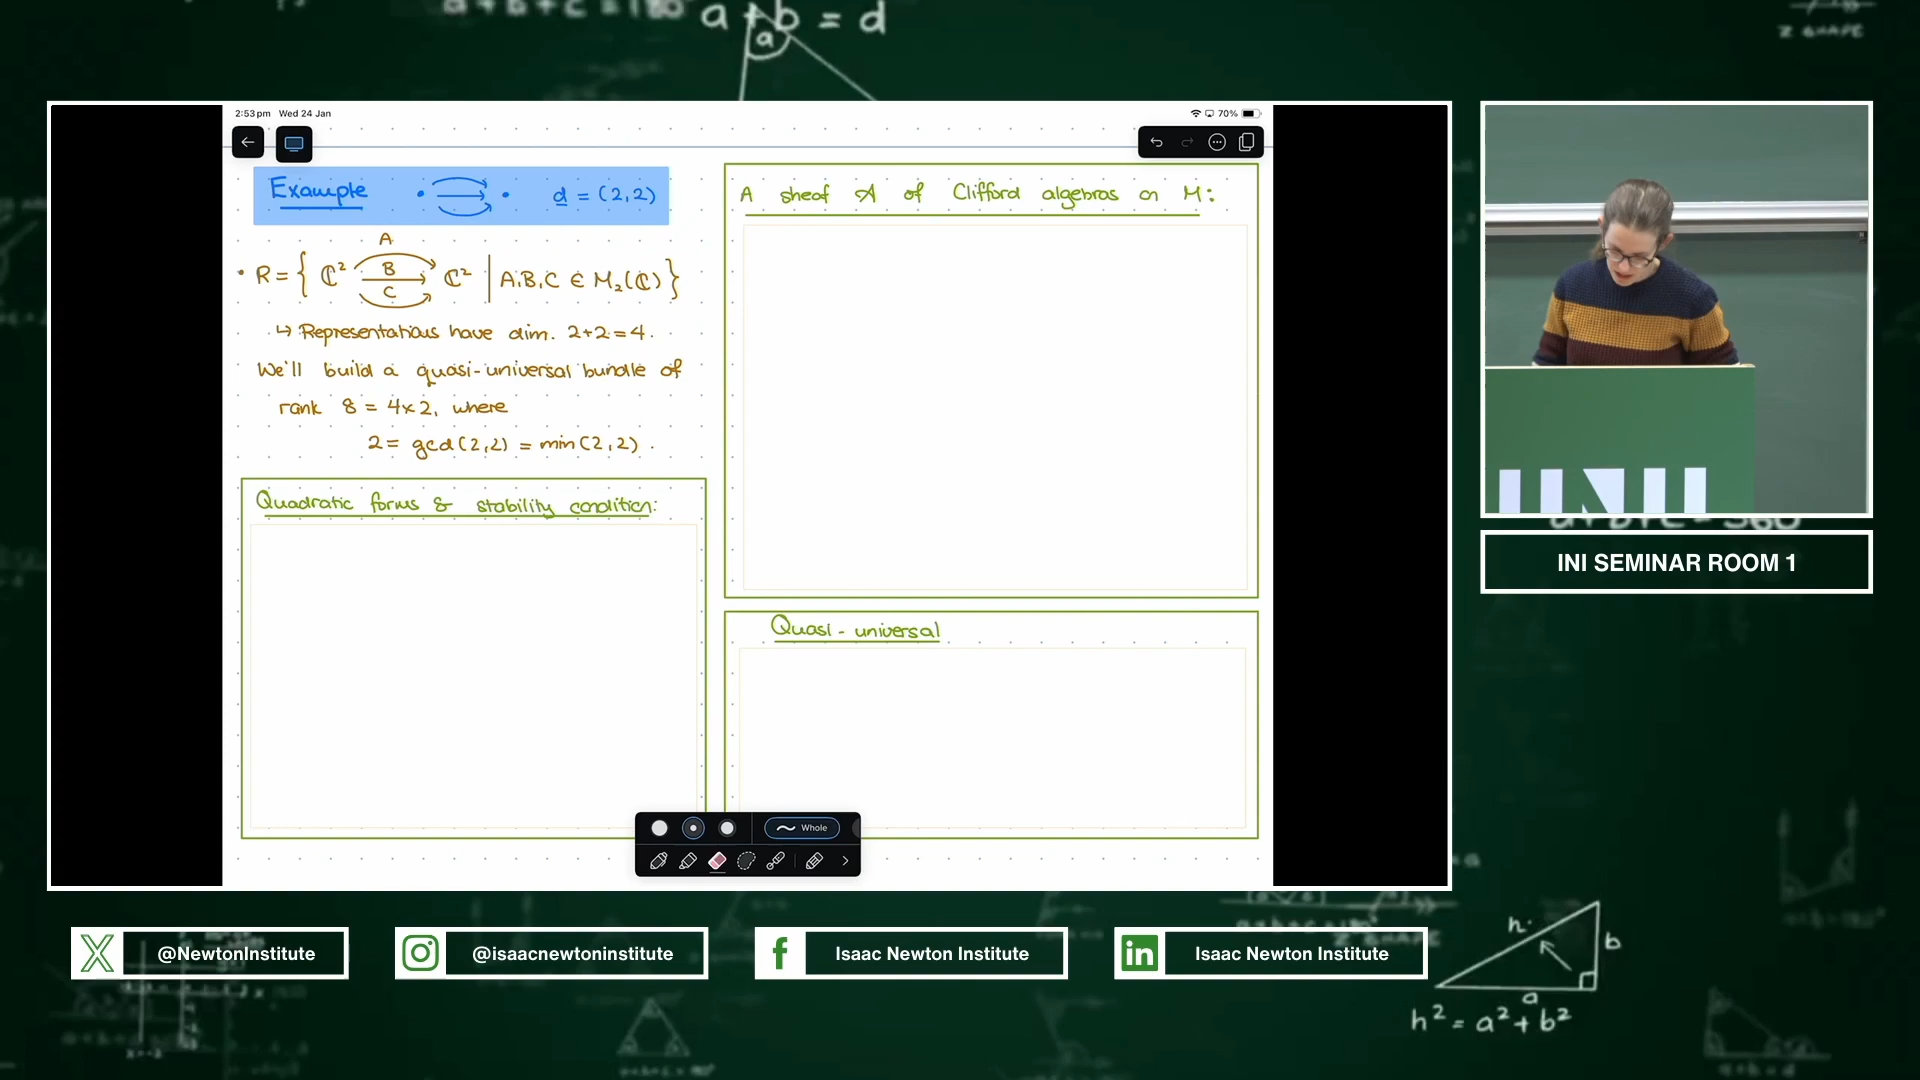 a+b+c=180°
a+b = d
a
Z SHAPE
2:53 pm Wed 24 Jan
70%
Example d = (2,2)
A
• R = { ℂ² B ℂ² | A,B,C ∈ M₂(ℂ) }
C
↳ Representations have dim. 2+2=4.
We'll build a quasi-universal bundle of
rank 8 = 4×2, where
2 = gcd(2,2) = min(2,2).
Quadratic forms & stability condition:
A sheaf A of Clifford algebras on M:
Quasi-universal
Whole
INI SEMINAR ROOM 1
@NewtonInstitute
@isaacnewtoninstitute
Isaac Newton Institute
in
Isaac Newton Institute
h
b
a
h² = a² + b²